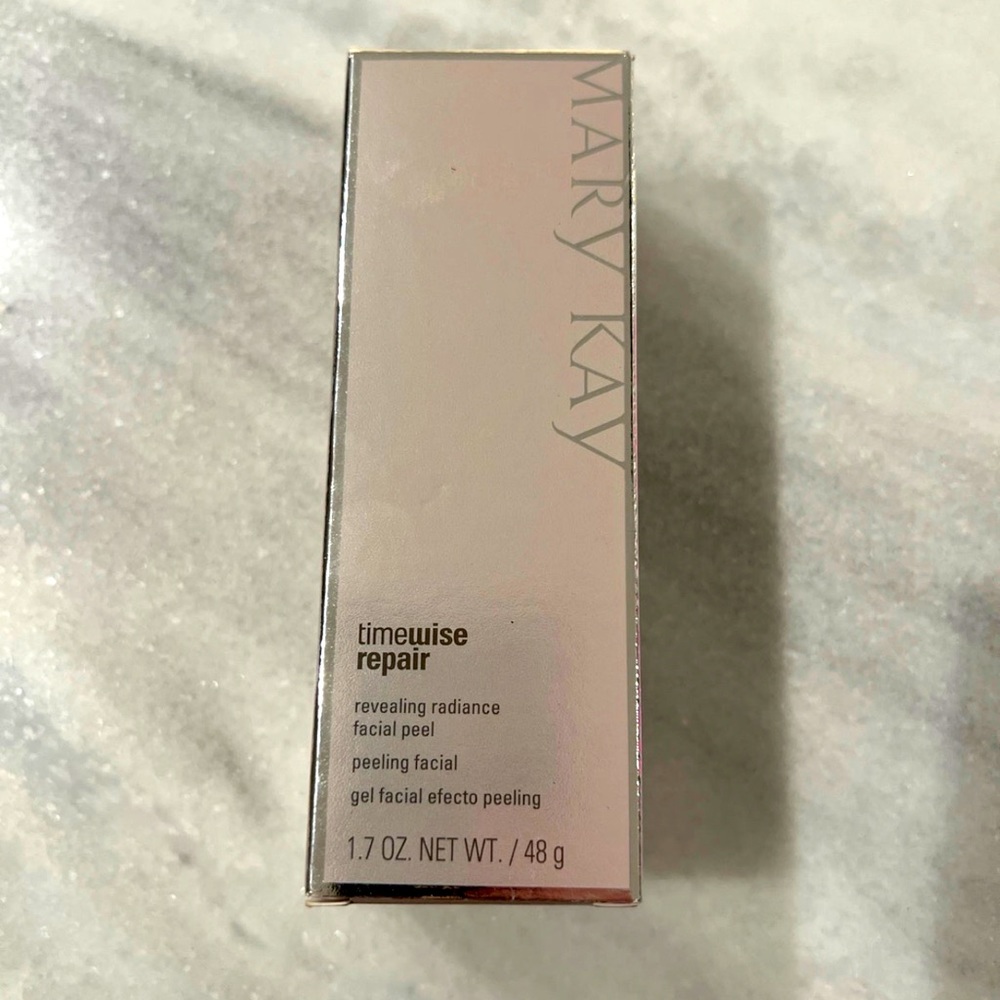 MARY KAY
timewise
repair
revealing radiance
facial peel
peeling facial
gel facial efecto peeling
1.7 OZ. NET WT. / 48 g